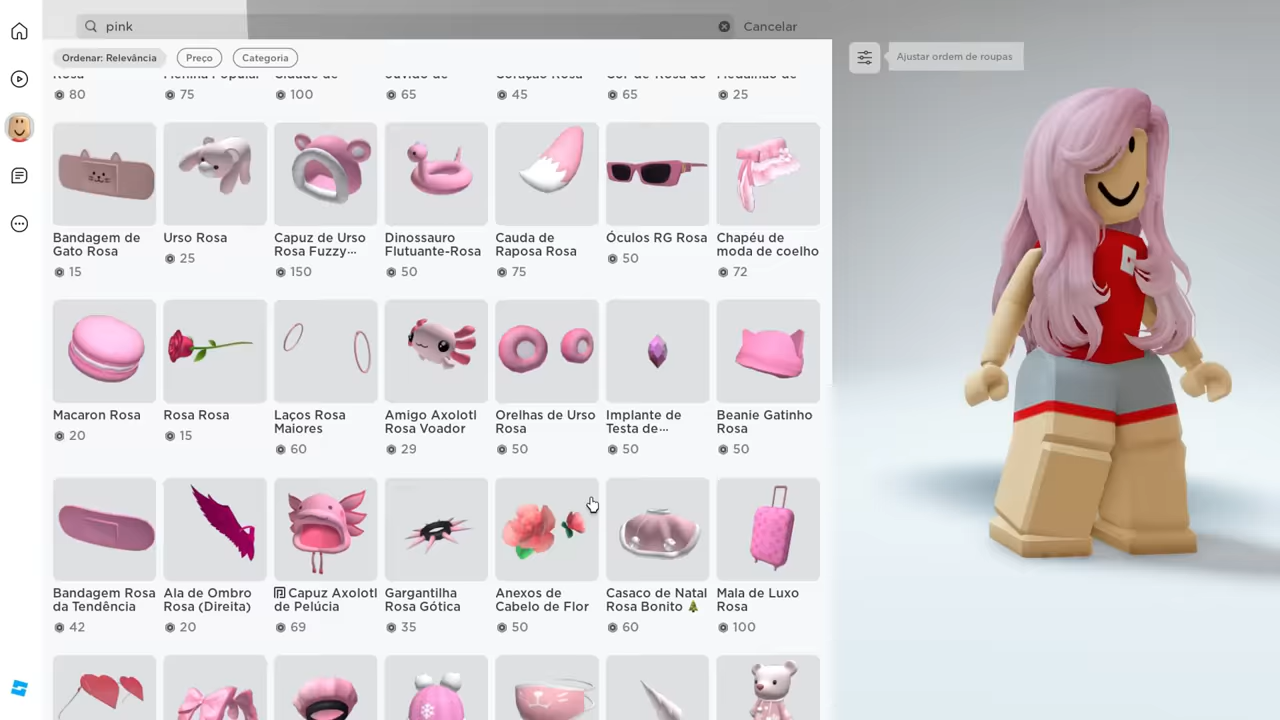 pink
Cancelar
Ordenar: Relevância
Preço
Categoria
Ajustar ordem de roupas
80
75
100
65
45
65
25
Bandagem de
Gato Rosa
15
Urso Rosa
25
Capuz de Urso
Rosa Fuzzy...
150
Dinossauro
Flutuante-Rosa
50
Cauda de
Raposa Rosa
75
Óculos RG Rosa
50
Chapéu de
moda de coelho
72
Macaron Rosa
20
Rosa Rosa
15
Laços Rosa
Maiores
60
Amigo Axolotl
Rosa Voador
29
Orelhas de Urso
Rosa
50
Implante de
Testa de...
50
Beanie Gatinho
Rosa
50
Bandagem Rosa
da Tendência
42
Ala de Ombro
Rosa (Direita)
20
Capuz Axolotl
de Pelúcia
69
Gargantilha
Rosa Gótica
35
Anexos de
Cabelo de Flor
50
Casaco de Natal
Rosa Bonito 🎄
60
Mala de Luxo
Rosa
100